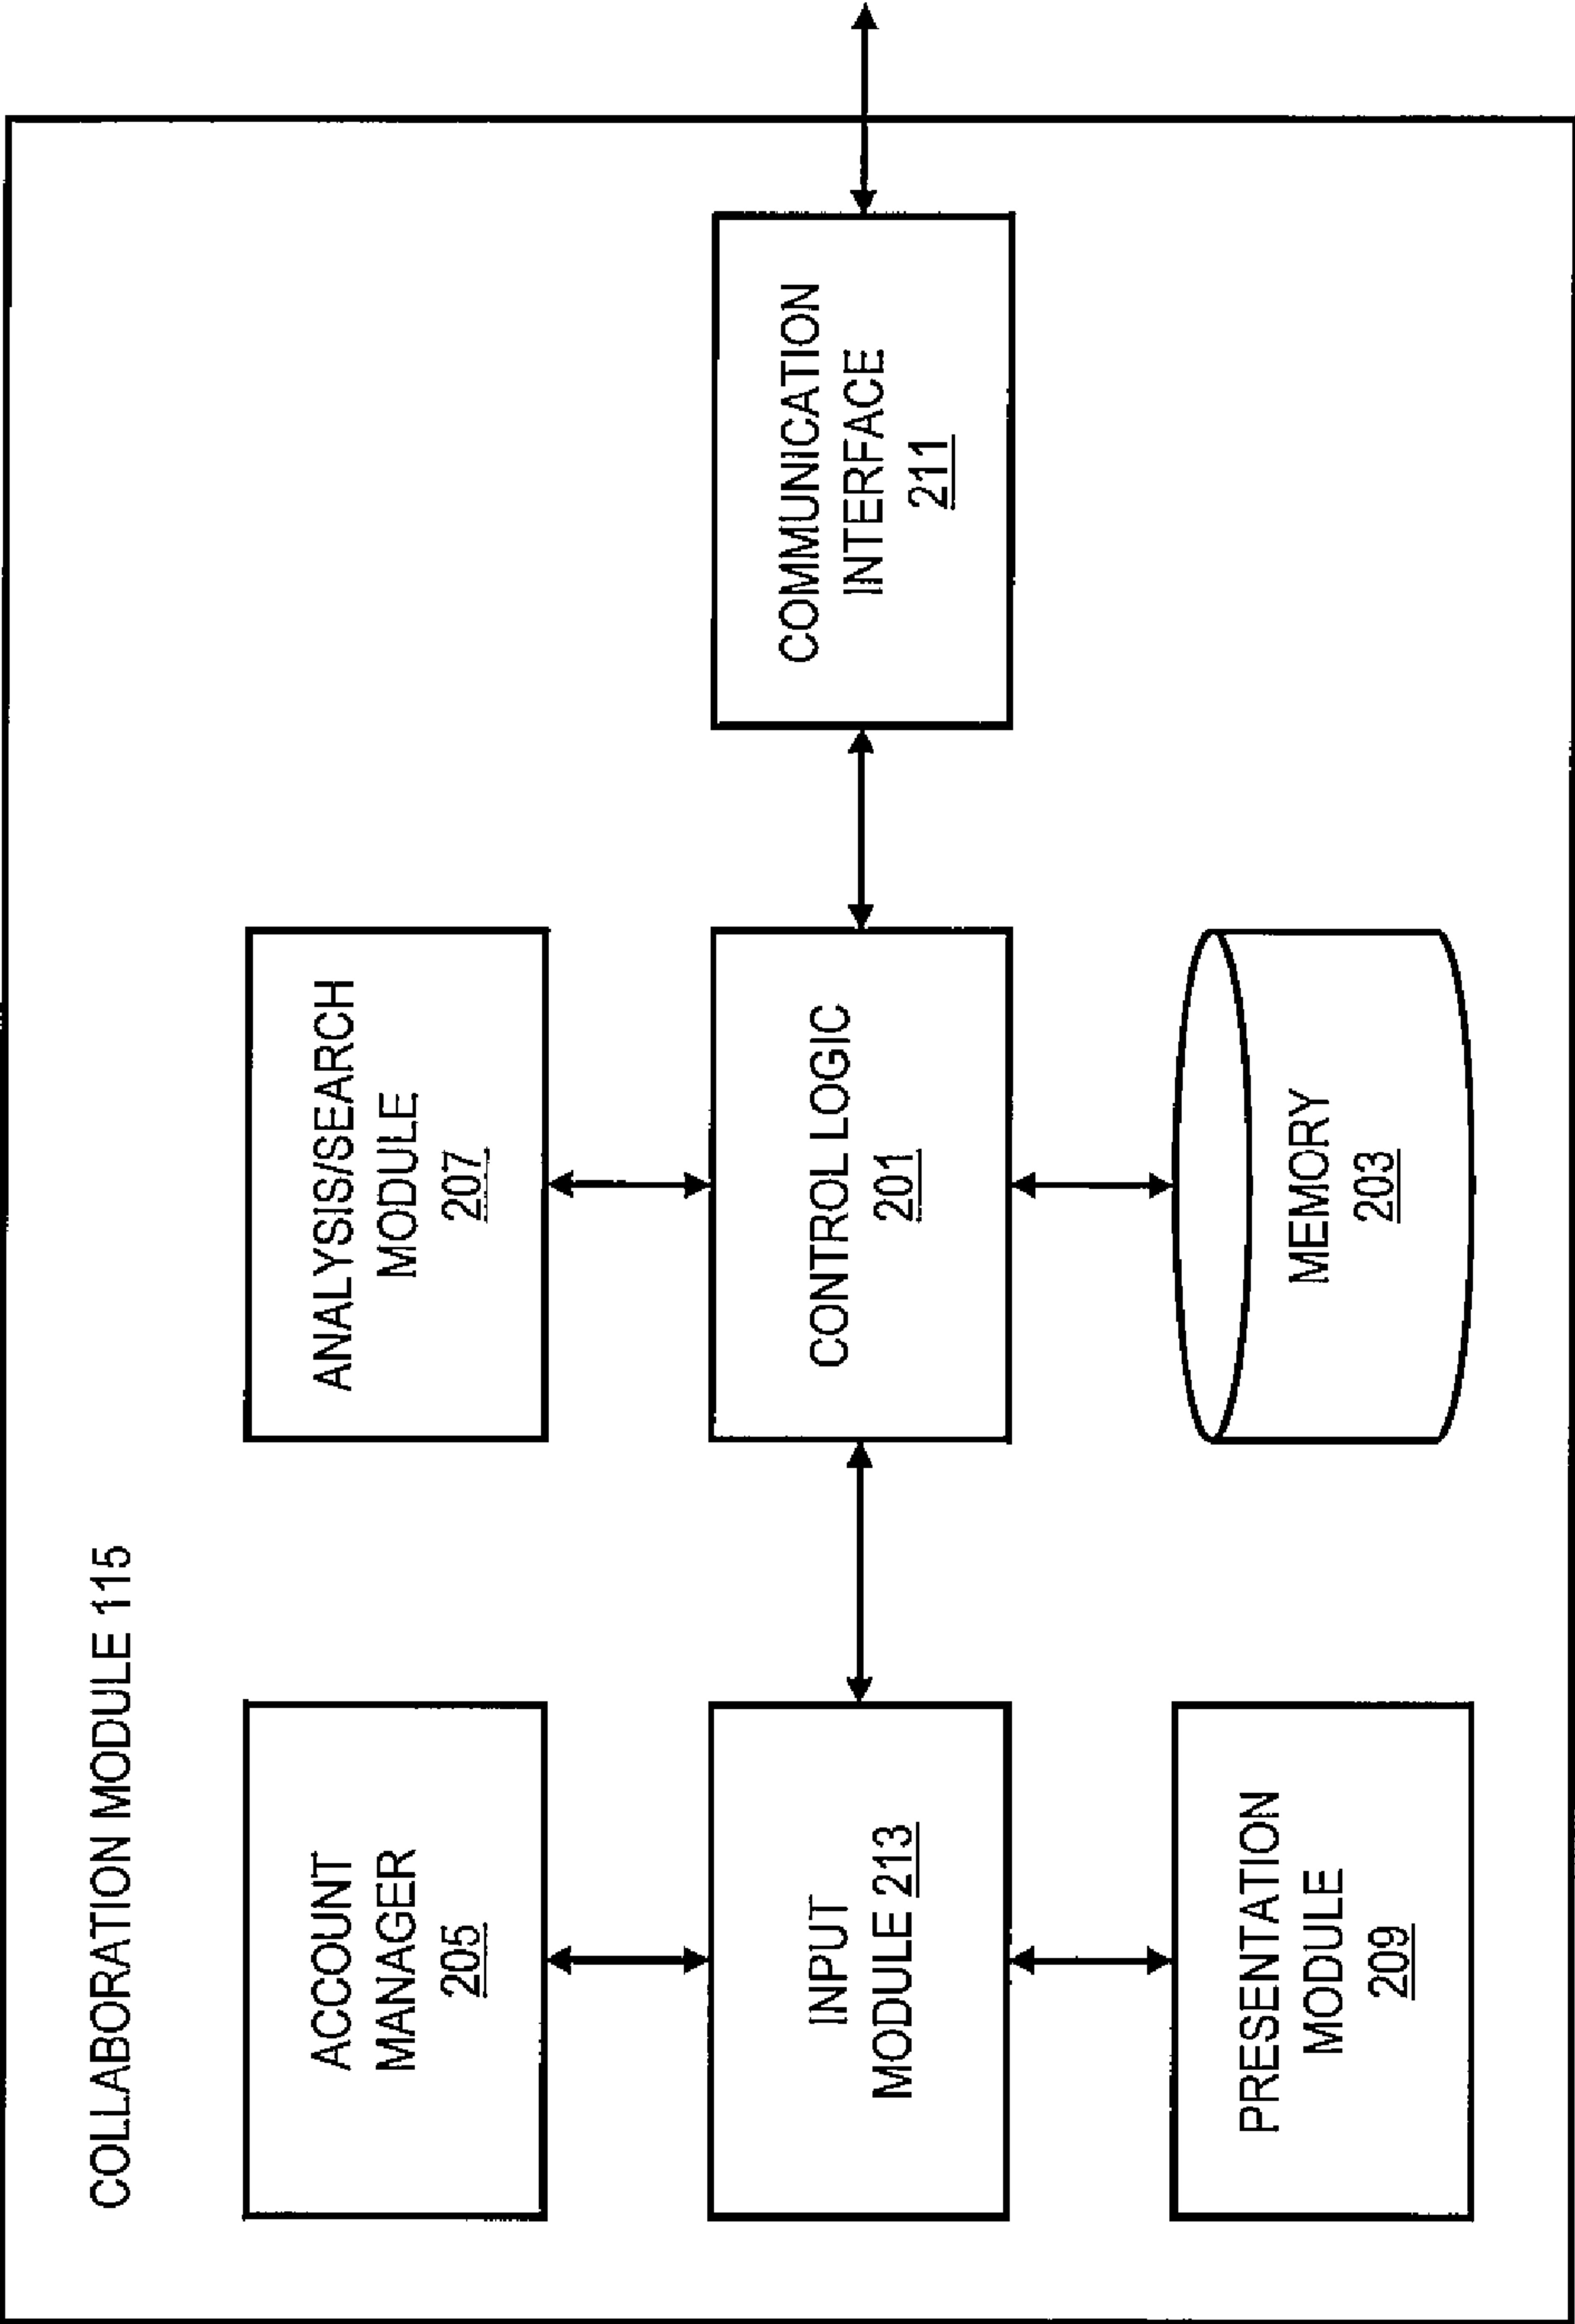 COLLABORATION MODULE 115
ACCOUNT
MANAGER
205
ANALYSIS/SEARCH
MODULE
207
INPUT
MODULE 213
CONTROL LOGIC
201
COMMUNICATION
INTERFACE
211
PRESENTATION
MODULE
209
MEMORY
203